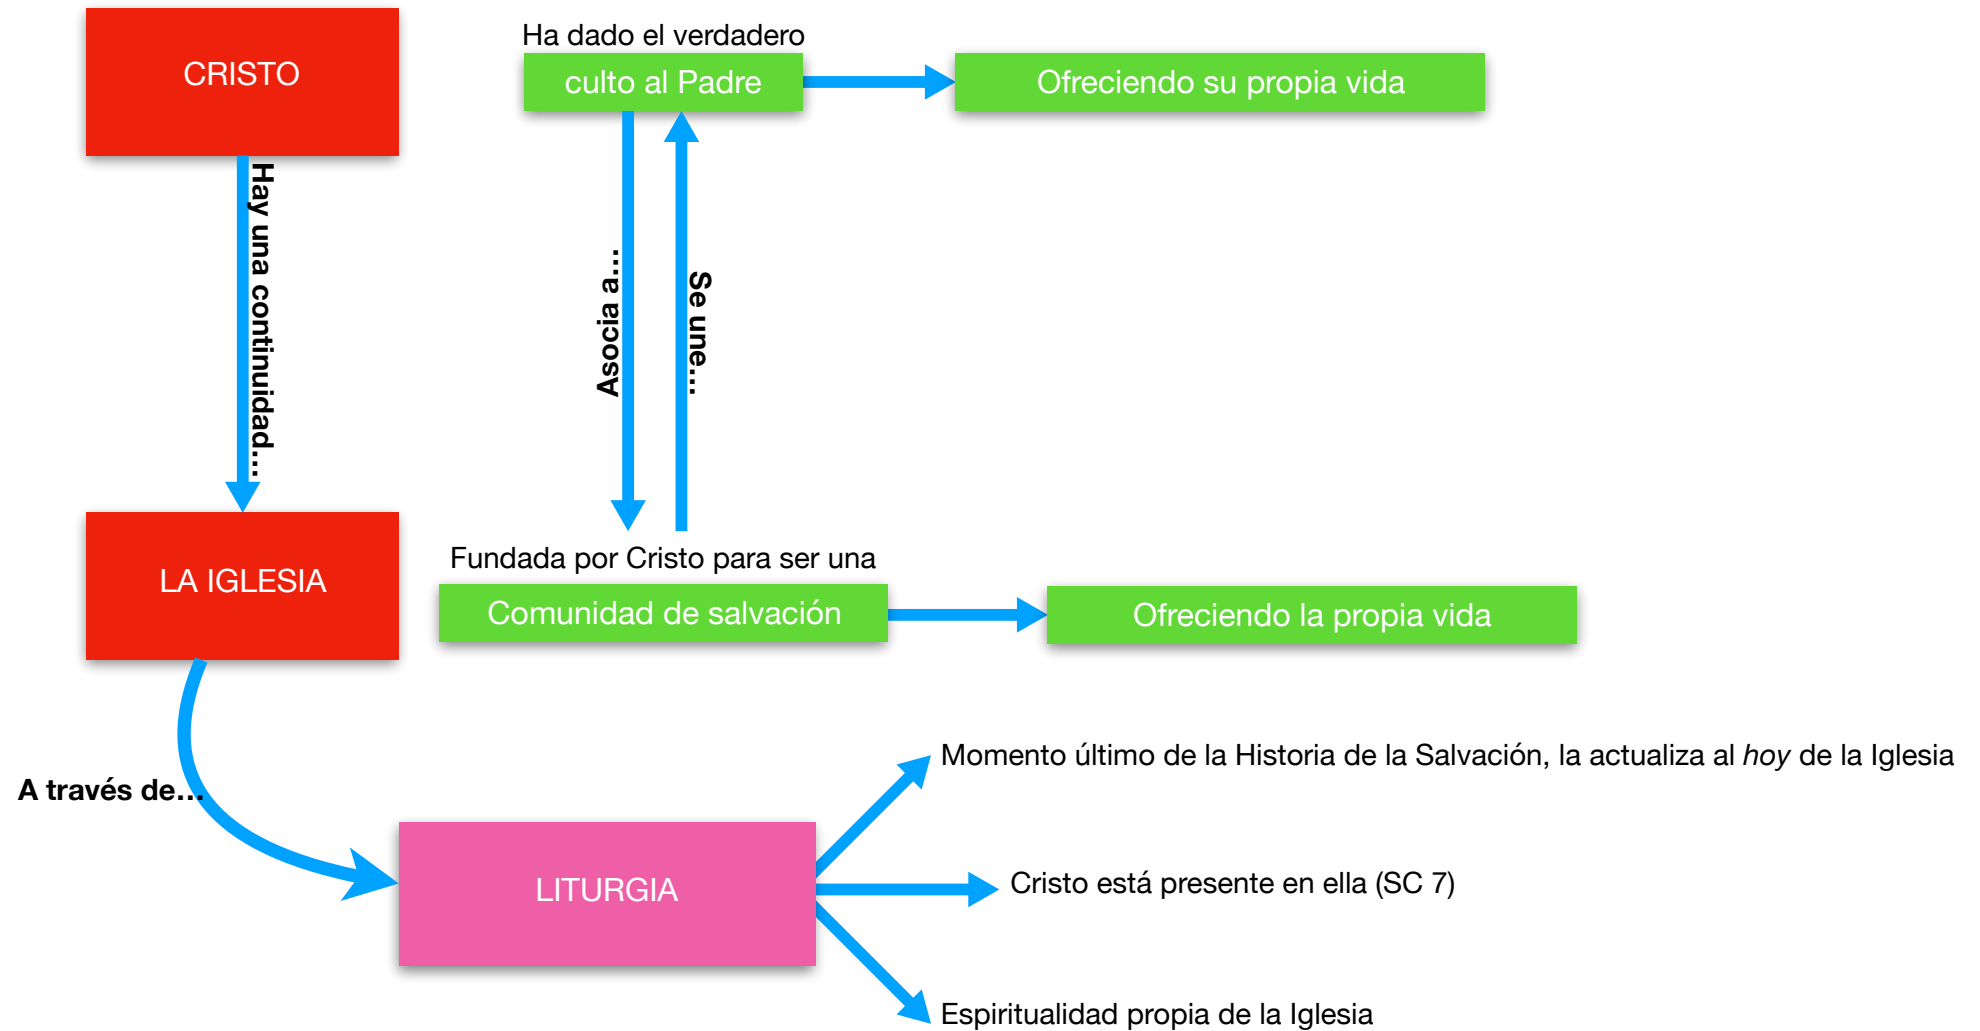 Ha dado el verdadero
CRISTO
culto al Padre
Ofreciendo su propia vida
Hay una continuidad...
Asocia a...
Se une...
Fundada por Cristo para ser una
LA IGLESIA
Comunidad de salvación
Ofreciendo la propia vida
A través de...
Momento último de la Historia de la Salvación, la actualiza al hoy de la Iglesia
LITURGIA
Cristo está presente en ella (SC 7)
Espiritualidad propia de la Iglesia